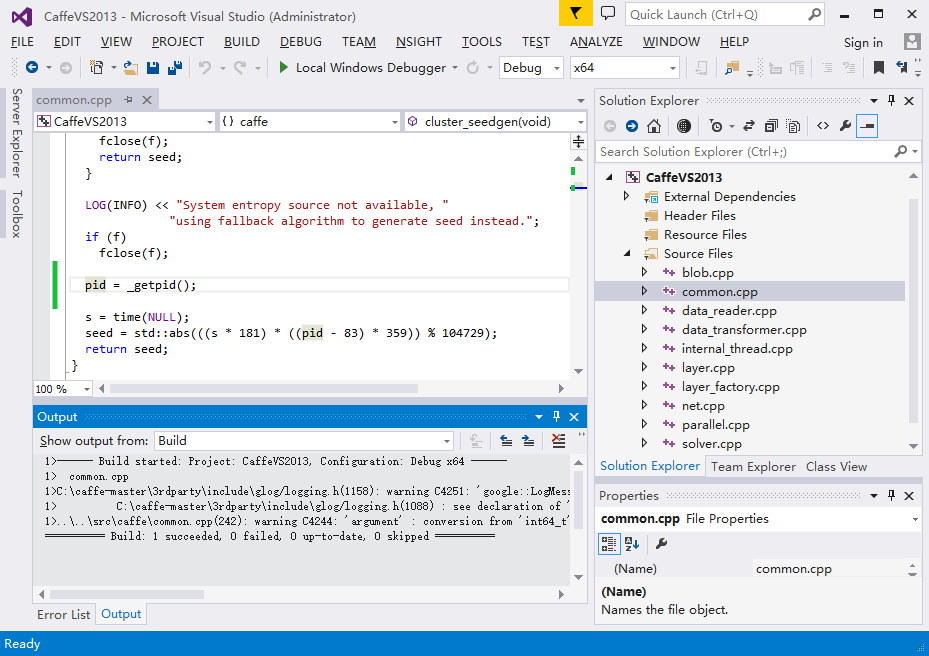 CaffeVS2013 - Microsoft Visual Studio (Administrator)
Quick Launch (Ctrl+Q)
FILE EDIT VIEW PROJECT BUILD DEBUG TEAM NSIGHT TOOLS TEST ANALYZE WINDOW HELP Sign in
Local Windows Debugger Debug x64
Server Explorer
Toolbox
common.cpp
CaffeVS2013 {} caffe cluster_seedgen(void)
fclose(f);
return seed;
}
LOG(INFO) << "System entropy source not available, "
"using fallback algorithm to generate seed instead.";
if (f)
fclose(f);
pid = _getpid();
s = time(NULL);
seed = std::abs(((s * 181) * ((pid - 83) * 359)) % 104729);
return seed;
}
100 %
Output
Show output from: Build
1>------ Build started: Project: CaffeVS2013, Configuration: Debug x64 ------
1> common.cpp
1>C:\caffe-master\3rdparty\include\glog/logging.h(1158): warning C4251: 'google::LogMess
1> C:\caffe-master\3rdparty\include\glog/logging.h(1088) : see declaration of '
1>..\..\src\caffe\common.cpp(242): warning C4244: 'argument' : conversion from 'int64_t'
========== Build: 1 succeeded, 0 failed, 0 up-to-date, 0 skipped ==========
Error List Output
Solution Explorer
Search Solution Explorer (Ctrl+;)
CaffeVS2013
External Dependencies
Header Files
Resource Files
Source Files
blob.cpp
common.cpp
data_reader.cpp
data_transformer.cpp
internal_thread.cpp
layer.cpp
layer_factory.cpp
net.cpp
parallel.cpp
solver.cpp
Solution Explorer Team Explorer Class View
Properties
common.cpp File Properties
(Name) common.cpp
(Name)
Names the file object.
Ready